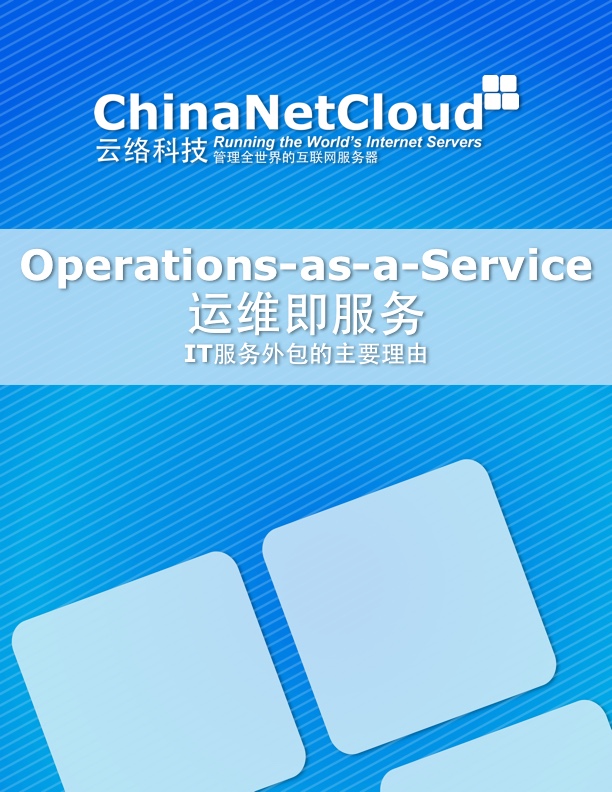 ChinaNetCloud
云络科技 Running the World's Internet Servers
管理全世界的互联网服务器
Operations-as-a-Service
运维即服务
IT服务外包的主要理由